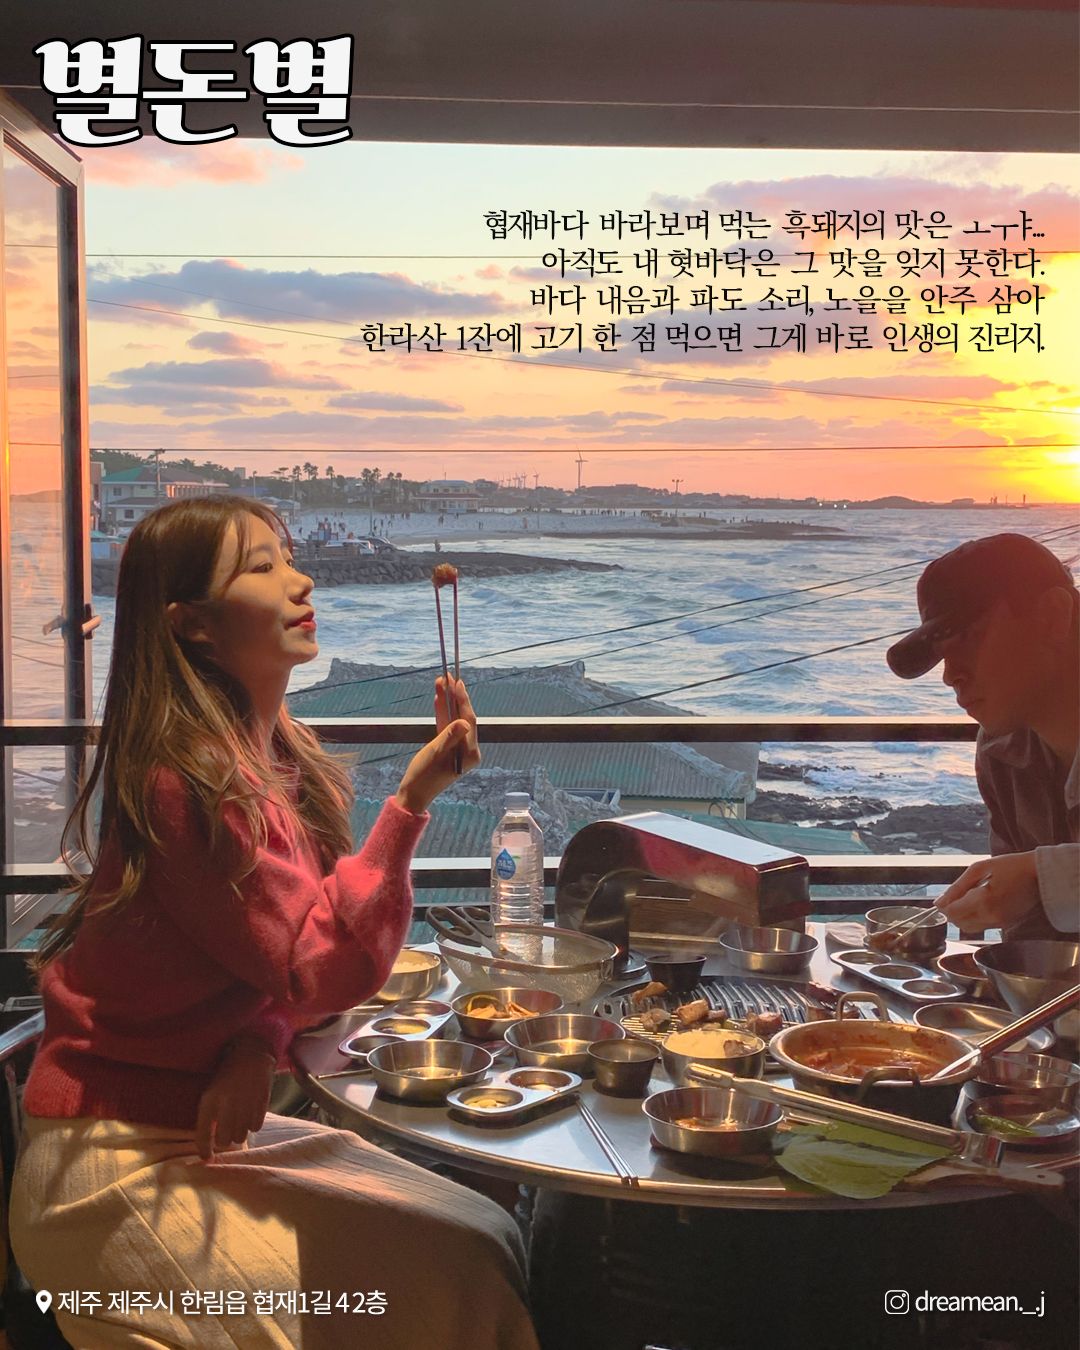 별돈별
협재바다 바라보며 먹는 흑돼지의 맛은 ㅗㅜㅑ...
아직도 내 혓바닥은 그 맛을 잊지 못한다.
바다 내음과 파도 소리, 노을을 안주 삼아
한라산 1잔에 고기 한 점 먹으면 그게 바로 인생의 진리지.
제주 제주시 한림읍 협재1길 4 2층
dreamean._.j